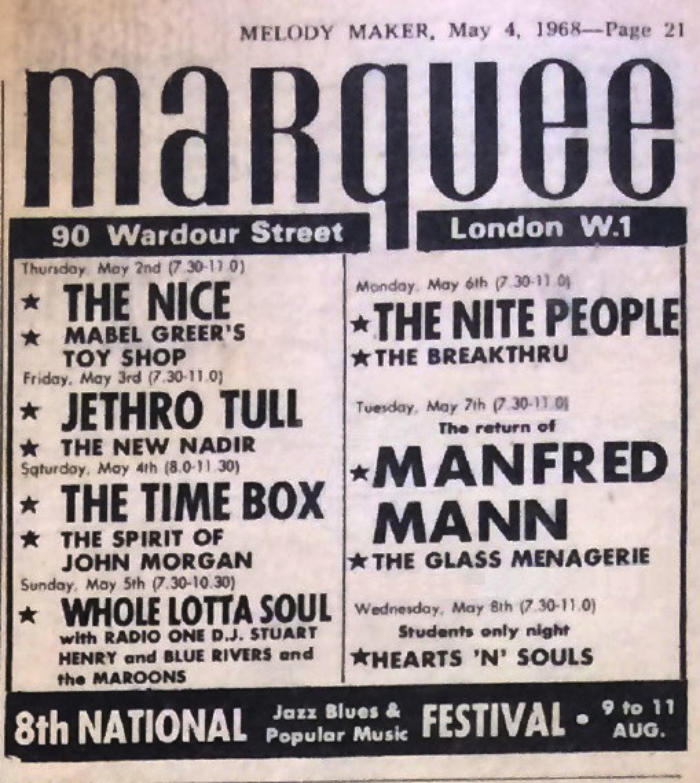 MELODY MAKER, May 4, 1968—Page 21
marquee
90 Wardour Street
London W.1
Thursday, May 2nd (7.30-11.0)
★ THE NICE
★ MABEL GREER'S
TOY SHOP
Friday, May 3rd (7.30-11.0)
★ JETHRO TULL
★ THE NEW NADIR
Saturday, May 4th (8.0-11.30)
★ THE TIME BOX
★ THE SPIRIT OF
JOHN MORGAN
Sunday, May 5th (7.30-10.30)
★ WHOLE LOTTA SOUL
with RADIO ONE D.J. STUART
HENRY and BLUE RIVERS and
the MAROONS
Monday, May 6th (7.30-11.0)
★ THE NITE PEOPLE
★ THE BREAKTHRU
Tuesday, May 7th (7.30-11.0)
The return of
★ MANFRED
MANN
★ THE GLASS MENAGERIE
Wednesday, May 8th (7.30-11.0)
Students only night
★ HEARTS 'N' SOULS
8th NATIONAL Jazz Blues &
Popular Music FESTIVAL • 9 to 11
AUG.